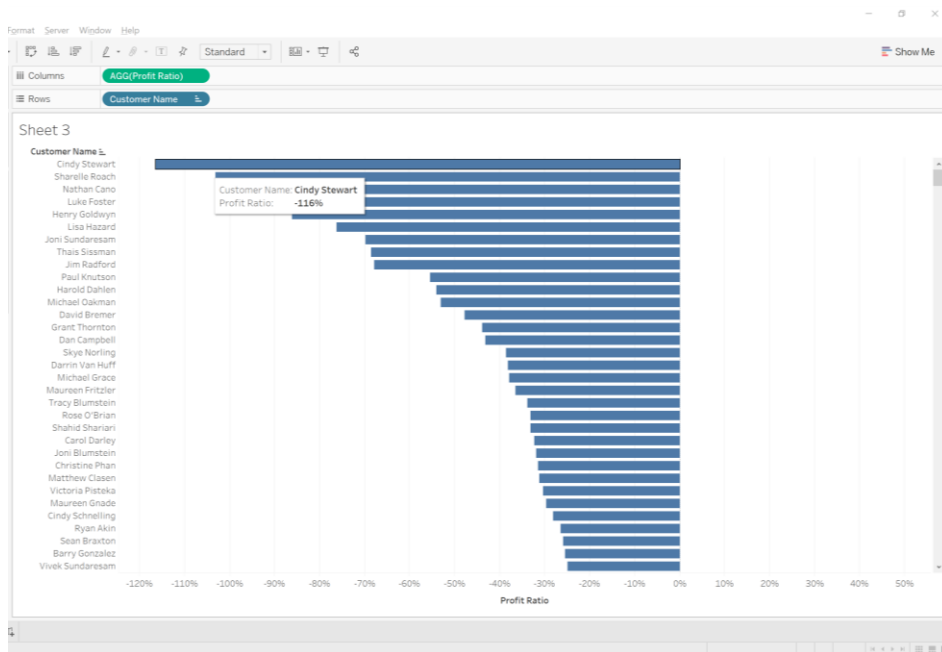 Format Server Window Help
Standard Show Me
Columns AGG(Profit Ratio)
Rows Customer Name
Sheet 3
Customer Name
Cindy Stewart
Sharelle Roach
Nathan Cano
Luke Foster
Henry Goldwyn
Lisa Hazard
Joni Sundaresam
Thais Sissman
Jim Radford
Paul Knutson
Harold Dahlen
Michael Oakman
David Bremer
Grant Thornton
Dan Campbell
Skye Norling
Darrin Van Huff
Michael Grace
Maureen Fritzler
Tracy Blumstein
Rose O'Brian
Shahid Shariari
Carol Darley
Joni Blumstein
Christine Phan
Matthew Clasen
Victoria Pisteka
Maureen Gnade
Cindy Schnelling
Ryan Akin
Sean Braxton
Barry Gonzalez
Vivek Sundaresam
Customer Name: Cindy Stewart
Profit Ratio: -116%
-120% -110% -100% -90% -80% -70% -60% -50% -40% -30% -20% -10% 0% 10% 20% 30% 40% 50%
Profit Ratio